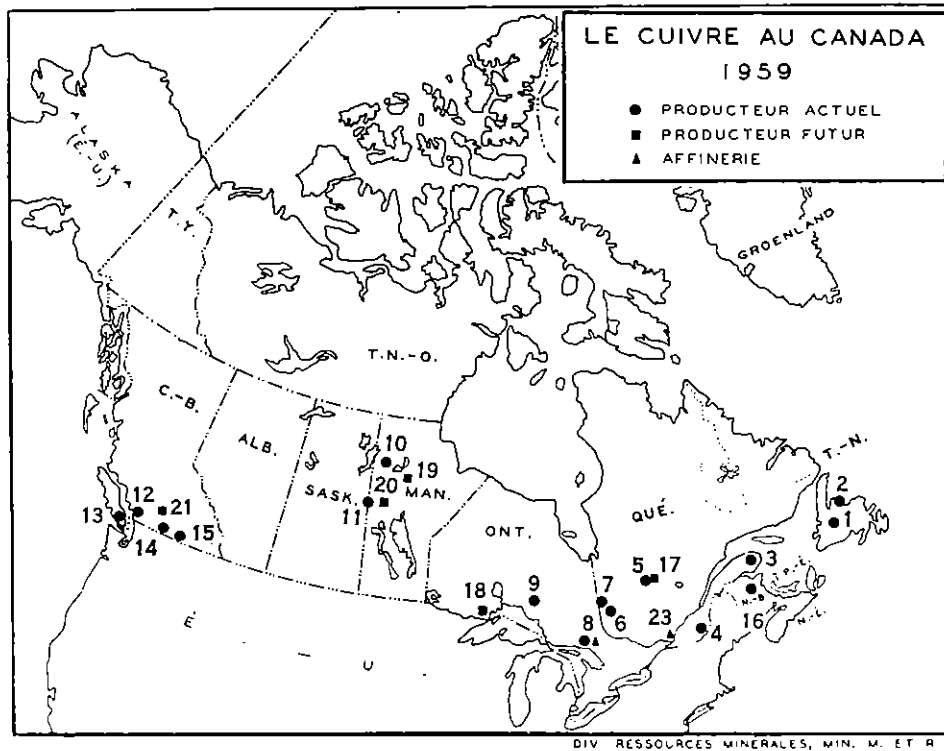 LE CUIVRE AU CANADA
1959
● PRODUCTEUR ACTUEL
■ PRODUCTEUR FUTUR
▲ AFFINERIE
ALASKA
(É.-U.)
T.Y.
GROENLAND
T.N.-O.
C.-B.
ALB.
SASK.
MAN.
ONT.
QUÉ.
T.-N.
10
19
20
11
12
21
13
14
15
2
1
3
5 17
18
9
7
6
8
23
4
16
Î.-P.-É.
N.-B.
N.-É.
É.
-
U
DIV. RESSOURCES MINÉRALES, MIN. M. ET R.